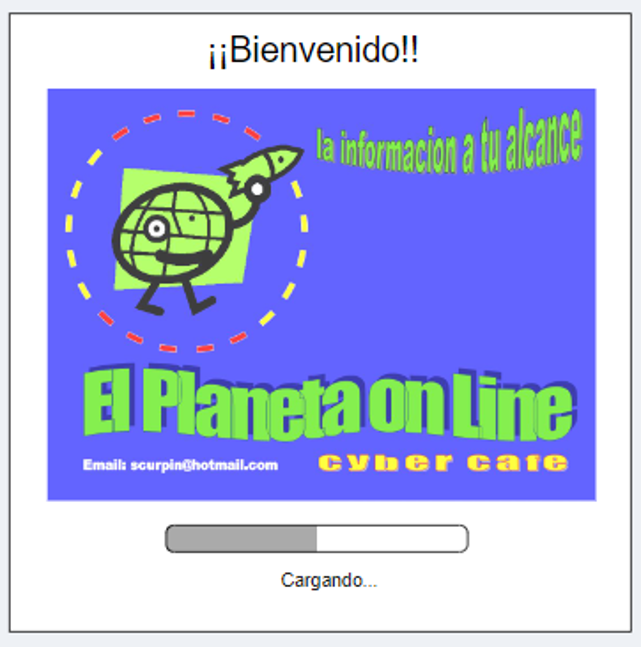 ¡¡Bienvenido!!
la informacion a tu alcance
El Planeta on Line
Email: scurpin@hotmail.com
cyber cafe
Cargando...